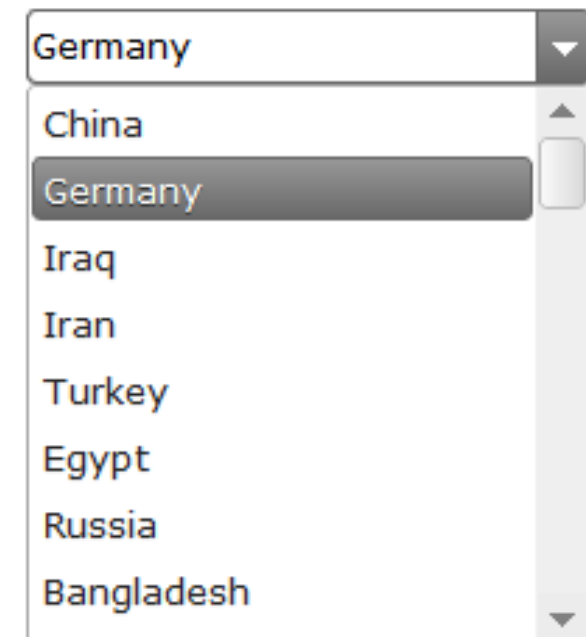 Germany
China
Germany
Iraq
Iran
Turkey
Egypt
Russia
Bangladesh